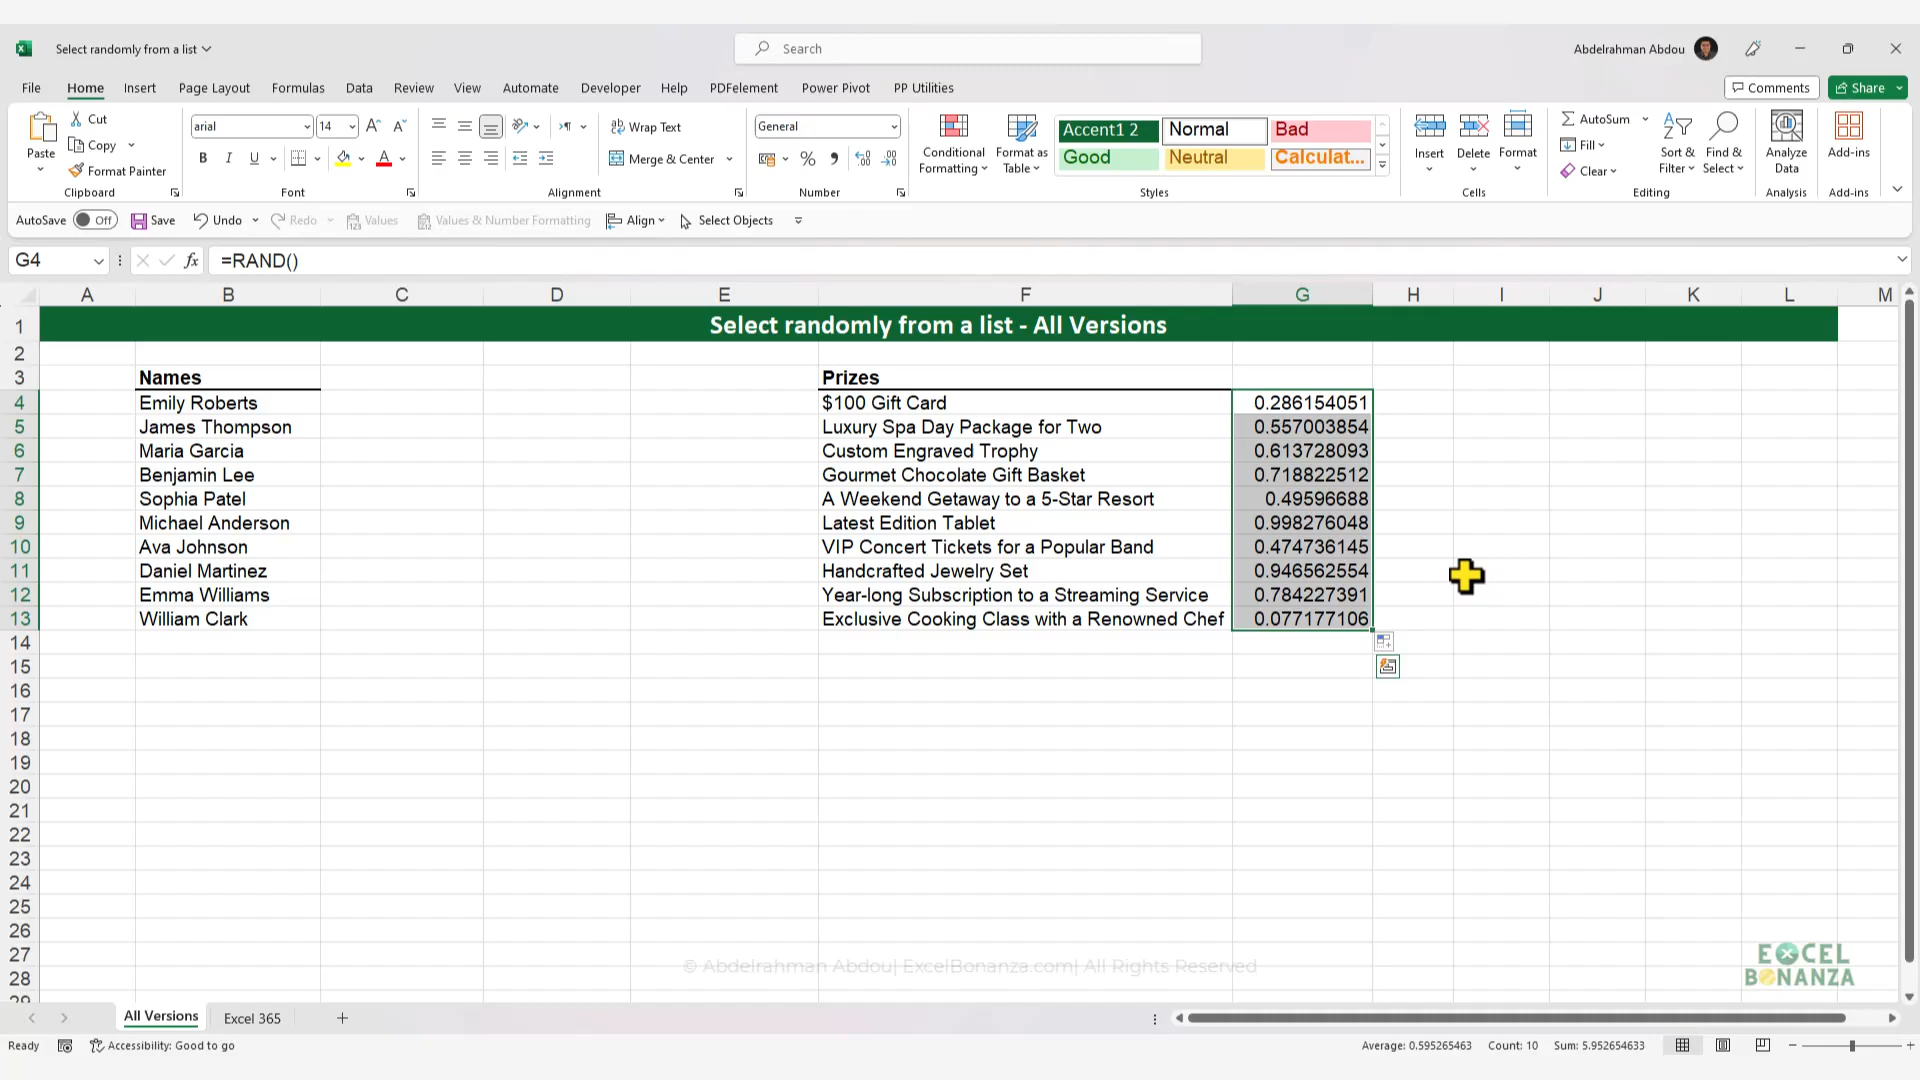 Select randomly from a list
Search
Abdelrahman Abdou
File Home Insert Page Layout Formulas Data Review View Automate Developer Help PDFelement Power Pivot PP Utilities Comments Share
Paste Cut Copy Format Painter Clipboard
arial 14 B I U A Font
Wrap Text Merge & Center Alignment
General % Number
Conditional Formatting Format as Table Accent1 2 Normal Bad Good Neutral Calculat... Styles
Insert Delete Format Cells
AutoSum Fill Clear Sort & Filter Find & Select Editing
Analyze Data Analysis
Add-ins Add-ins
AutoSave Off Save Undo Redo Values Values & Number Formatting Align Select Objects
G4 fx =RAND()
A B C D E F G H I J K L M
1 Select randomly from a list - All Versions
2
3 Names Prizes
4 Emily Roberts $100 Gift Card 0.286154051
5 James Thompson Luxury Spa Day Package for Two 0.557003854
6 Maria Garcia Custom Engraved Trophy 0.613728093
7 Benjamin Lee Gourmet Chocolate Gift Basket 0.718822512
8 Sophia Patel A Weekend Getaway to a 5-Star Resort 0.49596688
9 Michael Anderson Latest Edition Tablet 0.998276048
10 Ava Johnson VIP Concert Tickets for a Popular Band 0.474736145
11 Daniel Martinez Handcrafted Jewelry Set 0.946562554
12 Emma Williams Year-long Subscription to a Streaming Service 0.784227391
13 William Clark Exclusive Cooking Class with a Renowned Chef 0.077177106
14
15
16
17
18
19
20
21
22
23
24
25
26
27
28
29
© Abdelrahman Abdou| ExcelBonanza.com| All Rights Reserved
EXCEL
BONANZA
All Versions Excel 365
Ready Accessibility: Good to go Average: 0.595265463 Count: 10 Sum: 5.952654633